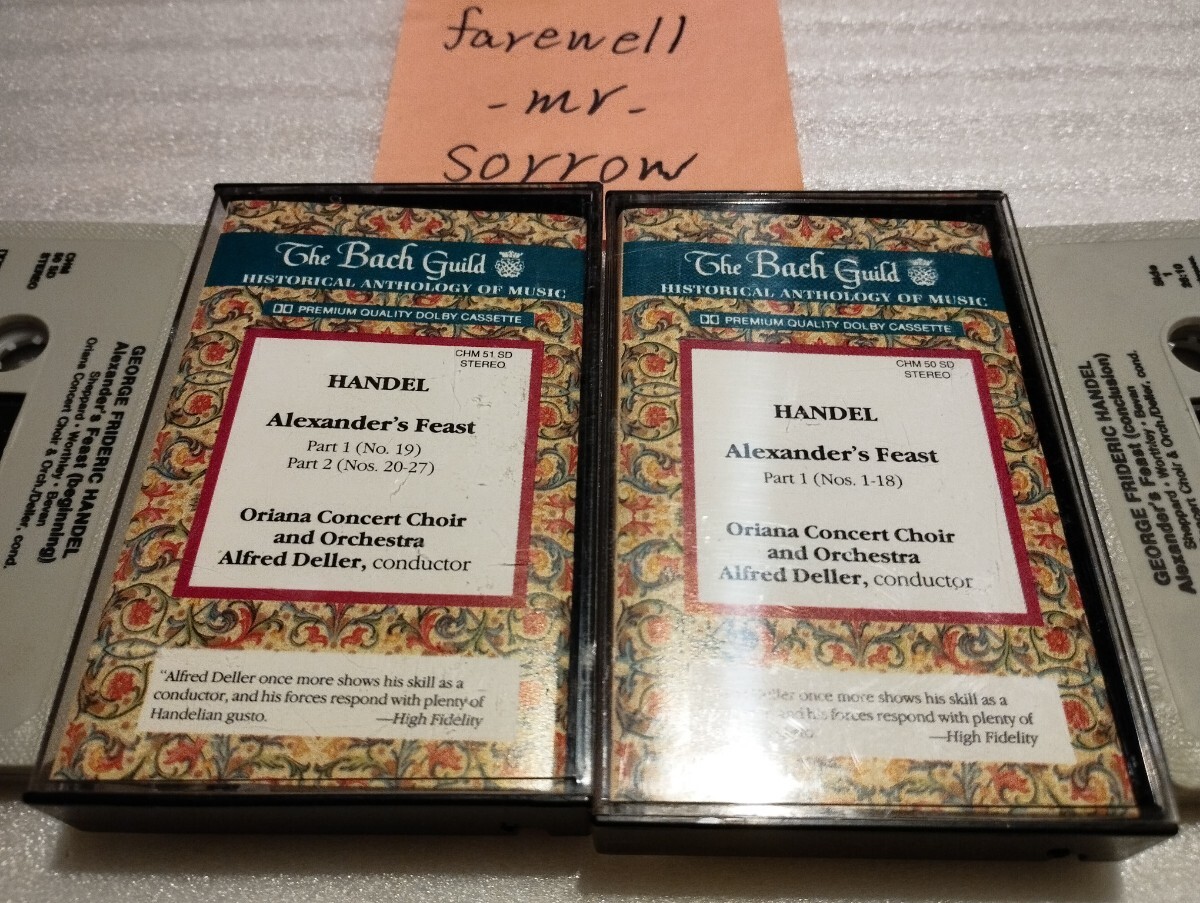 farewell
-mr-
sorrow
The Bach Guild
HISTORICAL ANTHOLOGY OF MUSIC
PREMIUM QUALITY DOLBY CASSETTE
CHM 51 SD
STEREO
HANDEL
Alexander's Feast
Part 1 (No. 19)
Part 2 (Nos. 20-27)
Oriana Concert Choir
and Orchestra
Alfred Deller, conductor
"Alfred Deller once more shows his skill as a
conductor, and his forces respond with plenty of
Handelian gusto.
—High Fidelity
The Bach Guild
HISTORICAL ANTHOLOGY OF MUSIC
PREMIUM QUALITY DOLBY CASSETTE
CHM 50 SD
STEREO
HANDEL
Alexander's Feast
Part 1 (Nos. 1-18)
Oriana Concert Choir
and Orchestra
Alfred Deller, conductor
once more shows his skill as a
forces respond with plenty of
—High Fidelity
CHM
SD
STEREO
GEORGE FRIDERIC HANDEL
Alexander's Feast (beginning)
Sheppard · Worthley · Bevan
Oriana Concert Choir & Orch./Deller, cond.
Side
1
GEORGE FRIDERIC HANDEL
Alexander's Feast (conclusion)
Sheppard · Worthley · Bevan
Oriana Concert Choir & Orch./Deller, cond.